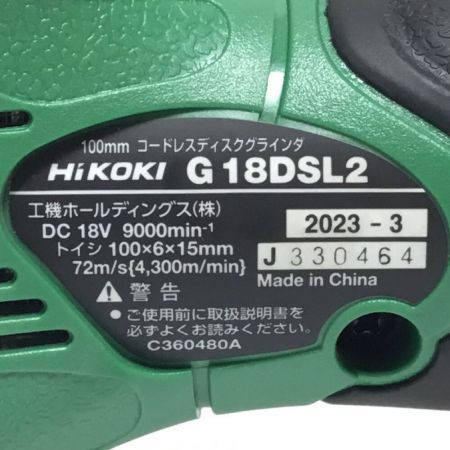 100mm コードレスディスクグラインダ
HiKOKI G 18DSL2
工機ホールディングス(株)
DC 18V 9000min-1
トイシ 100×6×15mm
72m/s{4,300m/min}
2023 - 3
J 330464
Made in China
⚠ 警告
● ご使用前に取扱説明書を
必ずよくお読みください。
C360480A